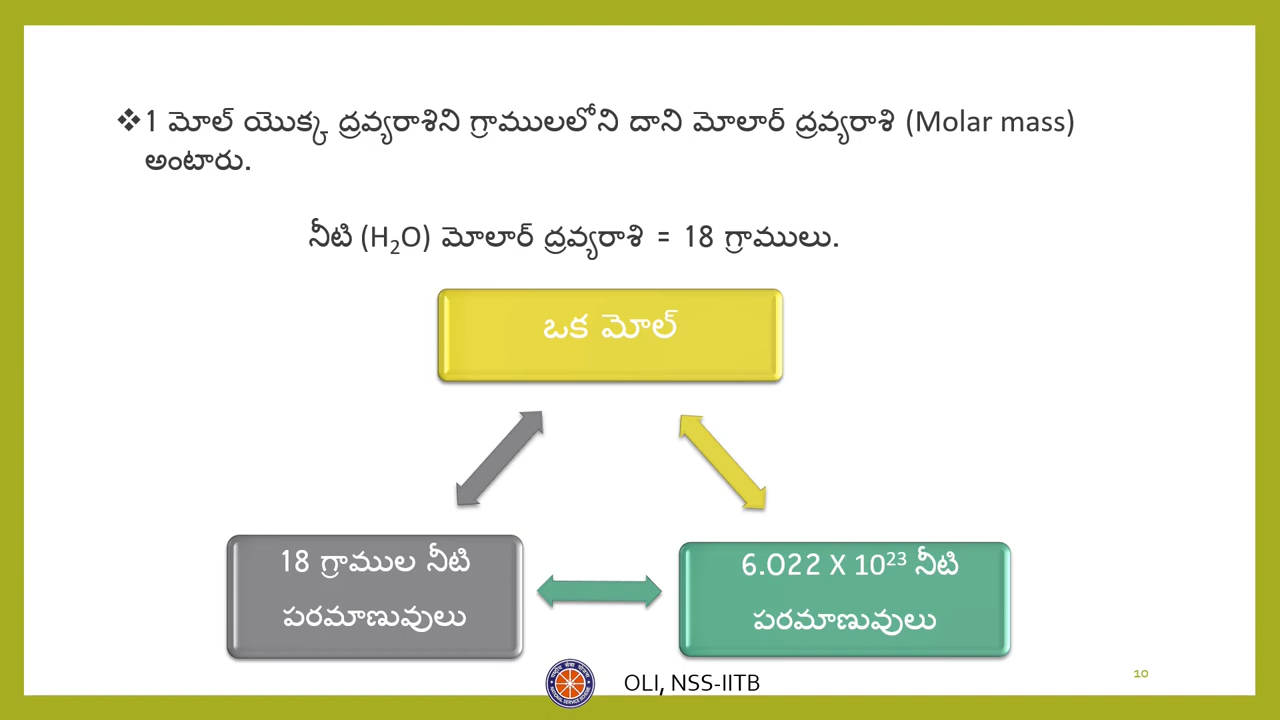 ❖1 మోల్ యొక్క ద్రవ్యరాశిని గ్రాములలోని దాని మోలార్ ద్రవ్యరాశి (Molar mass)
అంటారు.
నీటి (H₂O) మోలార్ ద్రవ్యరాశి = 18 గ్రాములు.
ఒక మోల్
18 గ్రాముల నీటి
పరమాణువులు
6.022 X 10²³ నీటి
పరమాణువులు
OLI, NSS-IITB
10